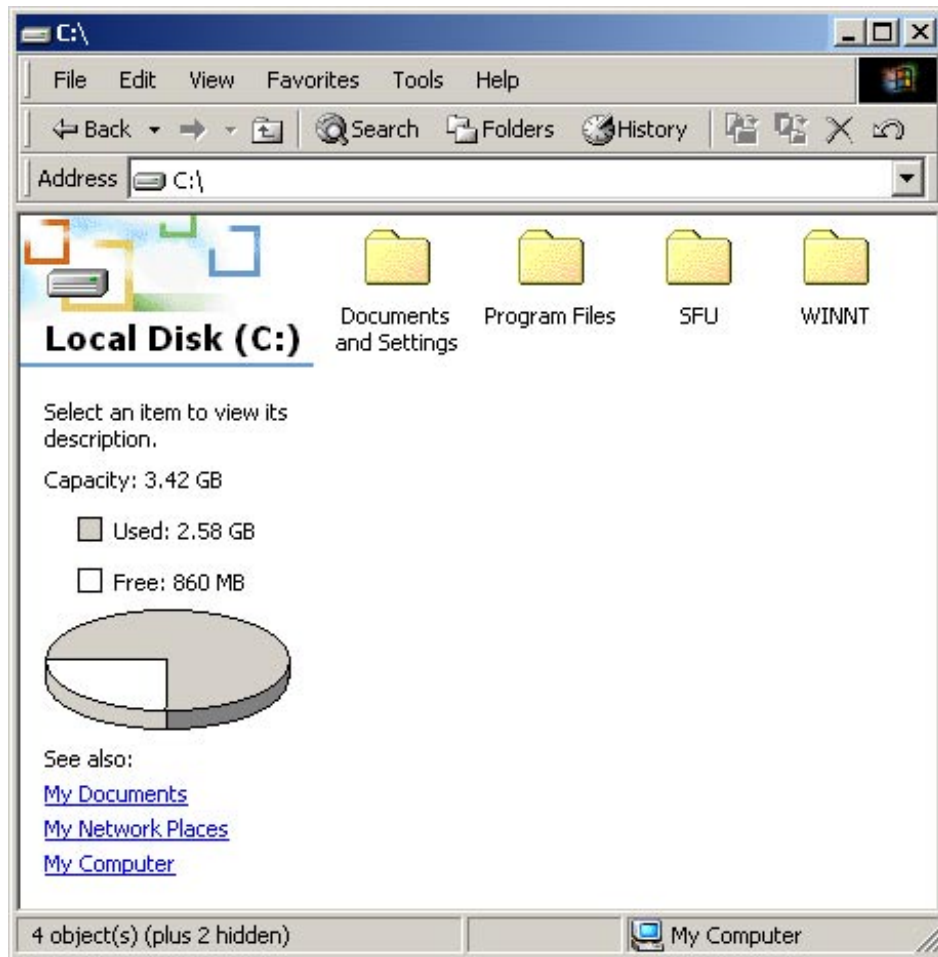 C:\
File Edit View Favorites Tools Help
Back Search Folders History
Address C:\
Local Disk (C:)
Select an item to view its
description.
Capacity: 3.42 GB
Used: 2.58 GB
Free: 860 MB
See also:
My Documents
My Network Places
My Computer
Documents
and Settings
Program Files
SFU
WINNT
4 object(s) (plus 2 hidden) My Computer